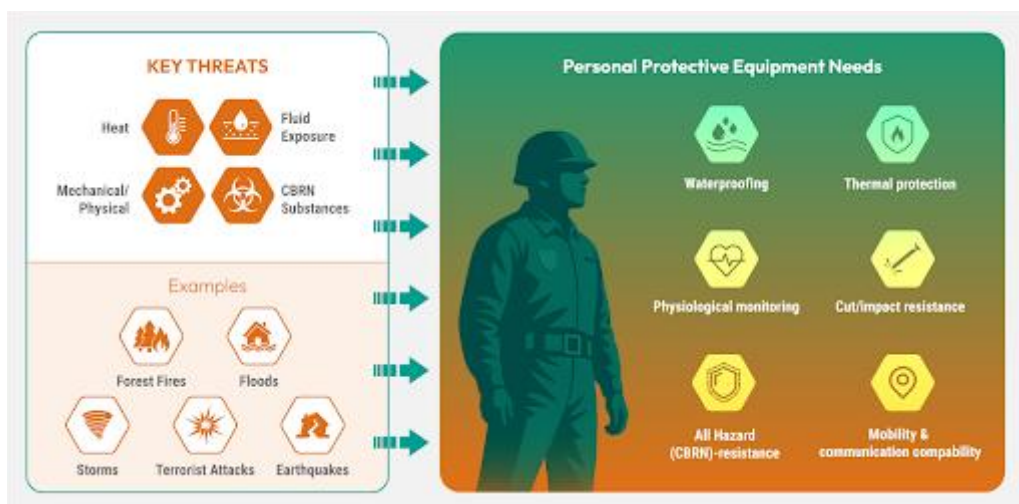 KEY THREATS
Heat
Fluid
Exposure
Mechanical/
Physical
CBRN
Substances
Examples
Forest Fires
Floods
Storms
Terrorist Attacks
Earthquakes
Personal Protective Equipment Needs
Waterproofing
Thermal protection
Physiological monitoring
Cut/impact resistance
All Hazard
(CBRN)-resistance
Mobility &
communication compability